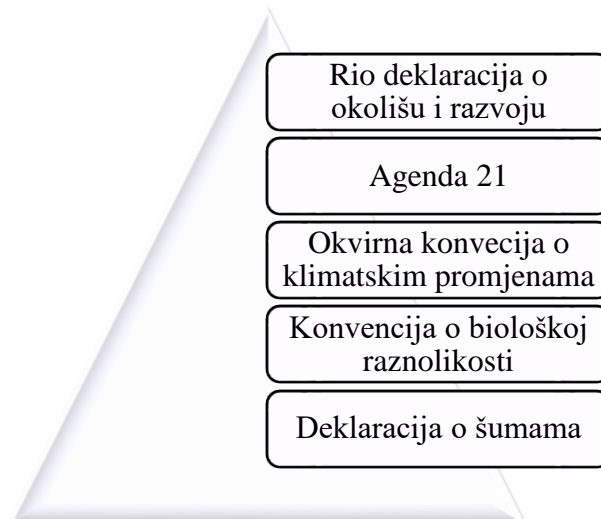 Rio deklaracija o
okolišu i razvoju
Agenda 21
Okvirna konvecija o
klimatskim promjenama
Konvencija o biološkoj
raznolikosti
Deklaracija o šumama